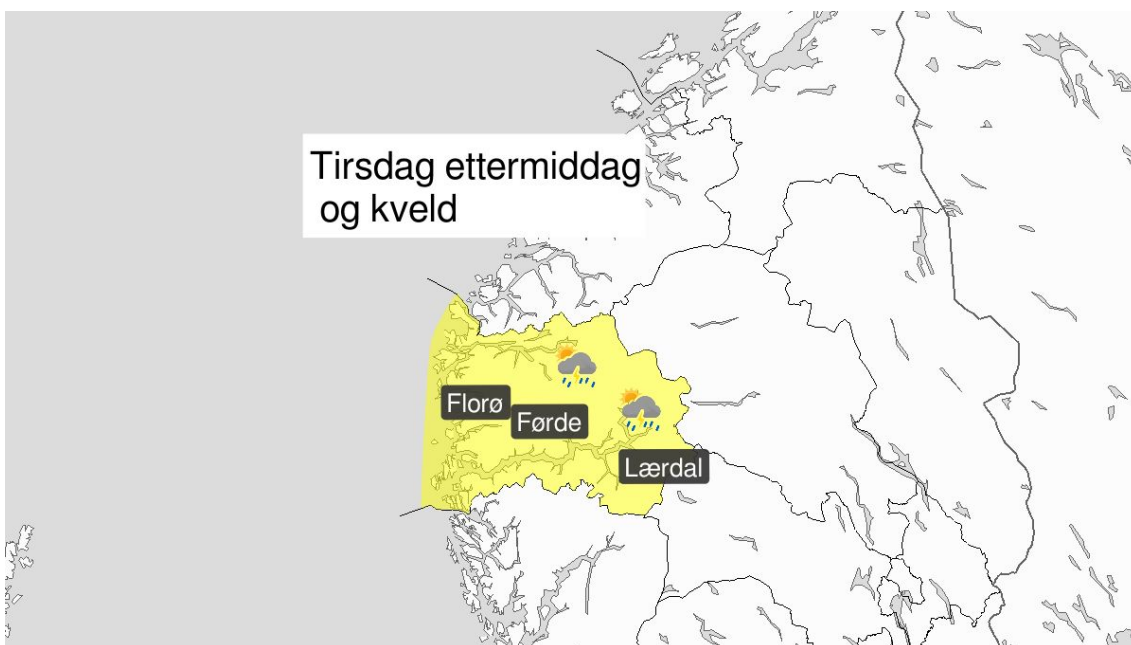 Tirsdag ettermiddag
og kveld
Florø
Førde
Lærdal